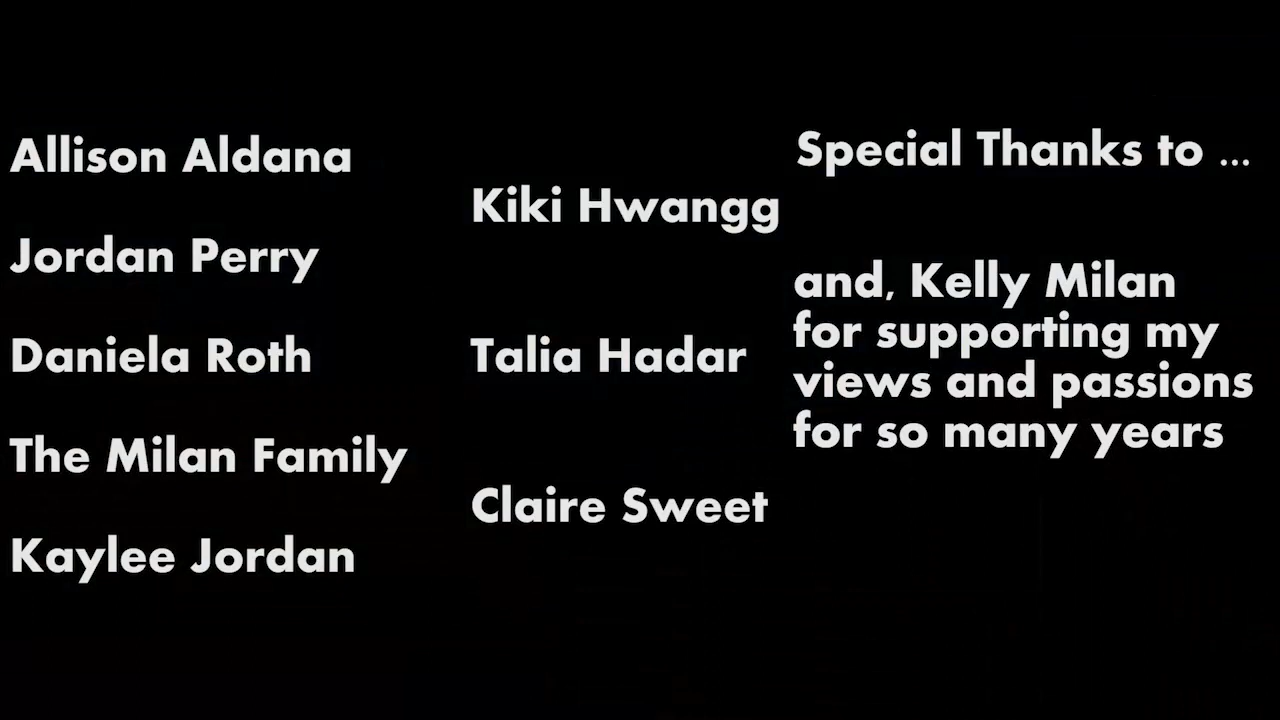 Allison Aldana
Jordan Perry
Daniela Roth
The Milan Family
Kaylee Jordan
Kiki Hwangg
Talia Hadar
Claire Sweet
Special Thanks to ...
and, Kelly Milan
for supporting my
views and passions
for so many years